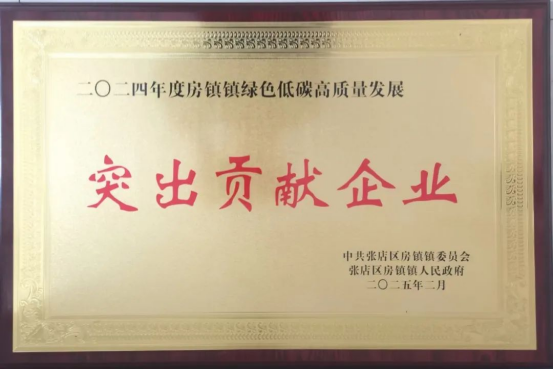 二〇二四年度房镇镇绿色低碳高质量发展
突出贡献企业
中共张店区房镇镇委员会
张店区房镇镇人民政府
二〇二五年二月